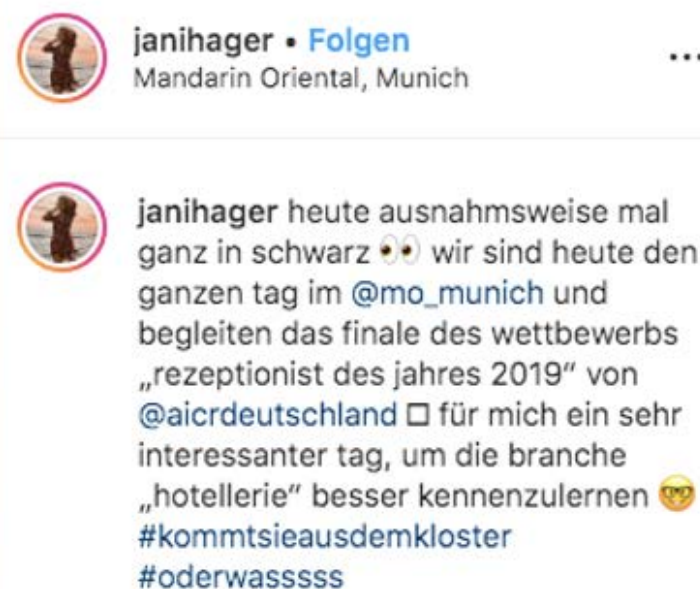 janihager • Folgen
Mandarin Oriental, Munich
janihager heute ausnahmsweise mal
ganz in schwarz 👀 wir sind heute den
ganzen tag im @mo_munich und
begleiten das finale des wettbewerbs
„rezeptionist des jahres 2019“ von
@aicrdeutschland □ für mich ein sehr
interessanter tag, um die branche
„hotellerie“ besser kennenzulernen 🤓
#kommtsieausdemkloster
#oderwasssss